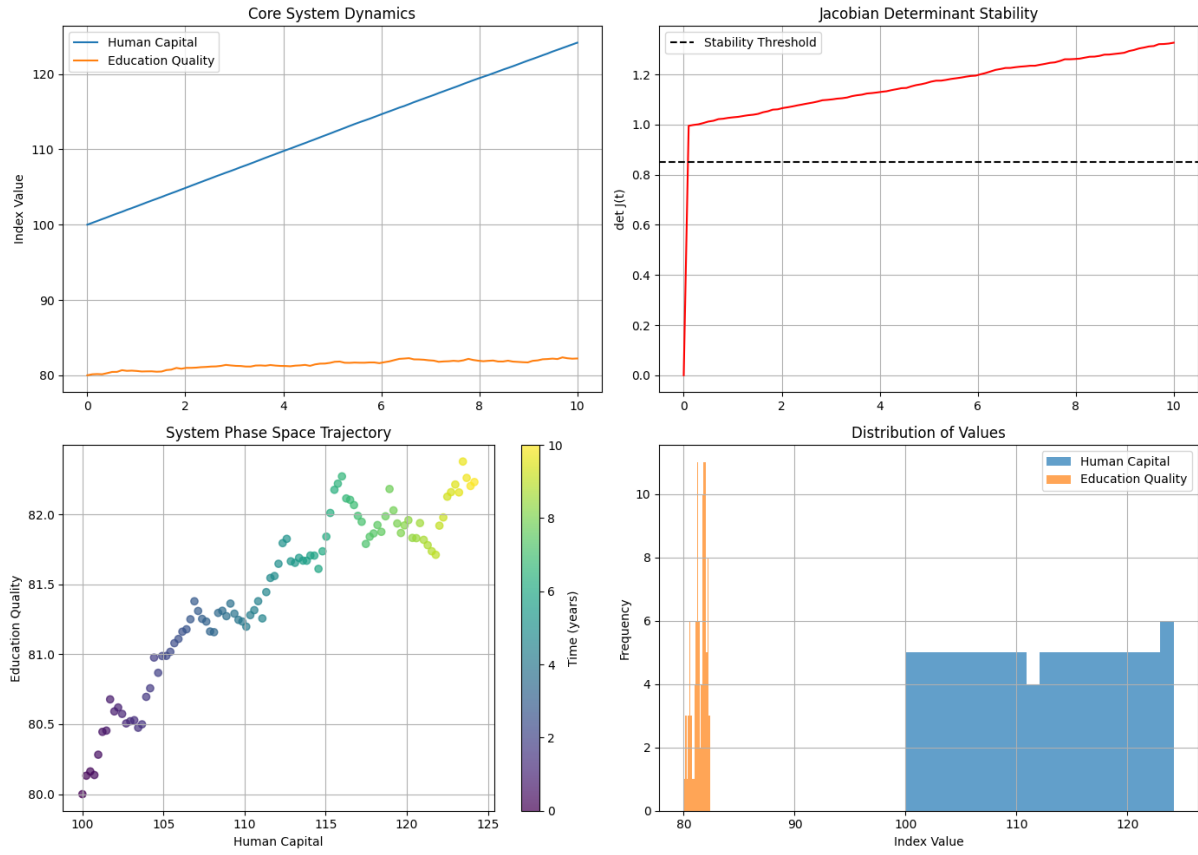 Core System Dynamics
Human Capital
Education Quality
Index Value
120
110
100
90
80
0 2 4 6 8 10
Jacobian Determinant Stability
Stability Threshold
det J(t)
1.2
1.0
0.8
0.6
0.4
0.2
0.0
0 2 4 6 8 10
System Phase Space Trajectory
Education Quality
82.0
81.5
81.0
80.5
80.0
100 105 110 115 120 125
Human Capital
10
8
6
4
2
0
Time (years)
Distribution of Values
Human Capital
Education Quality
Frequency
10
8
6
4
2
0
80 90 100 110 120
Index Value